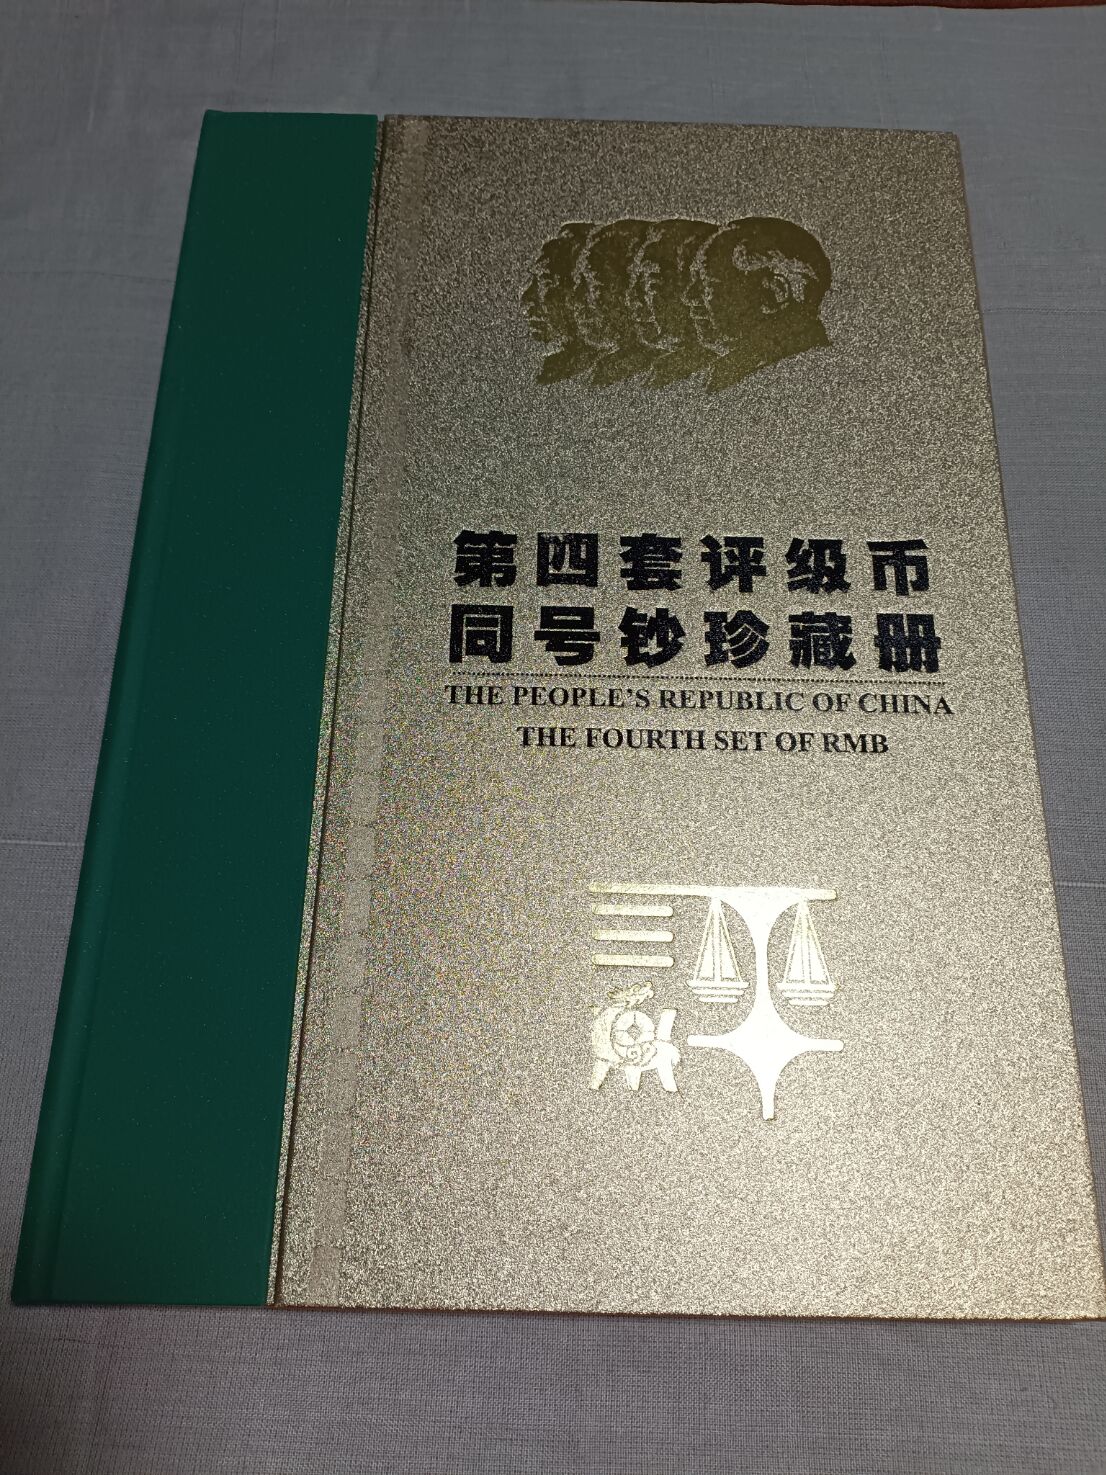 第四套评级币
同号钞珍藏册
THE PEOPLE'S REPUBLIC OF CHINA
THE FOURTH SET OF RMB